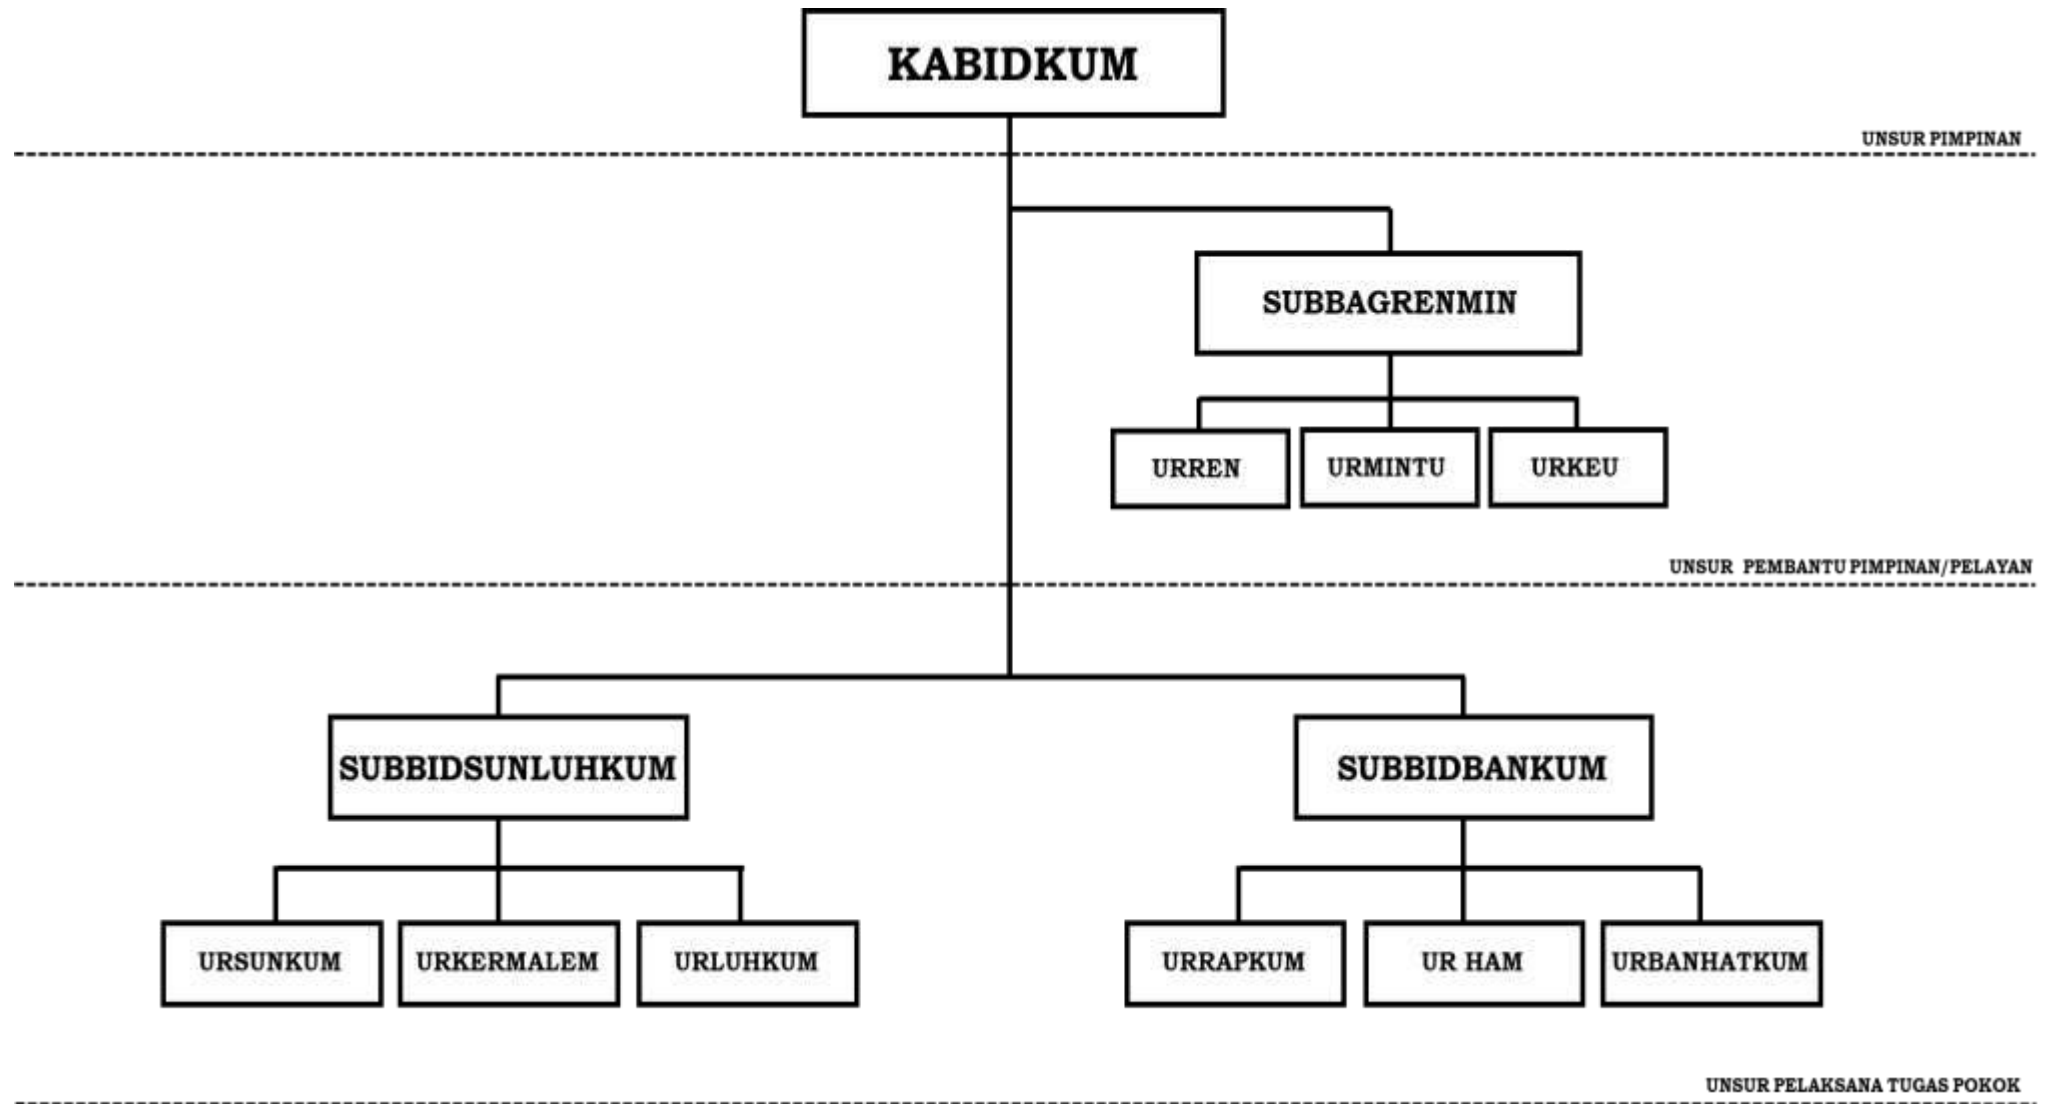 KABIDKUM
UNSUR PIMPINAN
SUBBAGRENMIN
URREN
URMINTU
URKEU
UNSUR PEMBANTU PIMPINAN/PELAYAN
SUBBIDSUNLUHKUM
SUBBIDBANKUM
URSUNKUM
URKERMALEM
URLUHKUM
URRAPKUM
UR HAM
URBANHATKUM
UNSUR PELAKSANA TUGAS POKOK